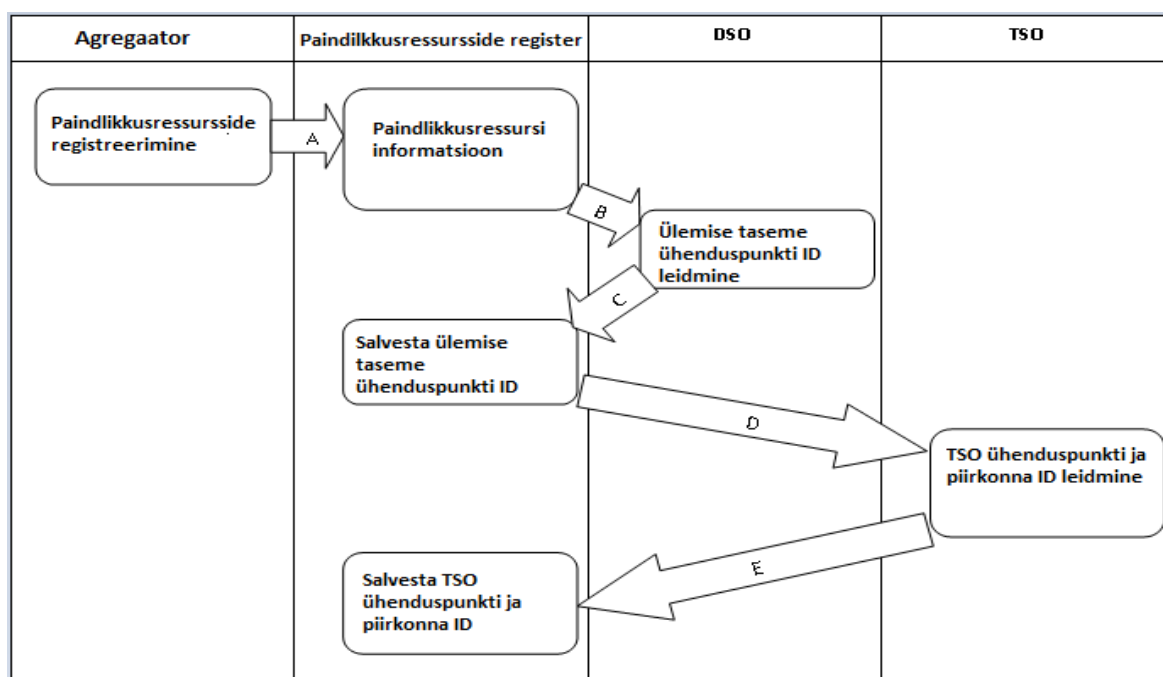 Agregaator
Paindilkkusressursside register
DSO
TSO
Paindlikkusressursside
registreerimine
A
Paindlikkusressursi
informatsioon
B
Ülemise taseme
ühenduspunkti ID
leidmine
C
Salvesta ülemise
taseme
ühenduspunkti ID
D
TSO ühenduspunkti ja
piirkonna ID leidmine
E
Salvesta TSO
ühenduspunkti ja
piirkonna ID